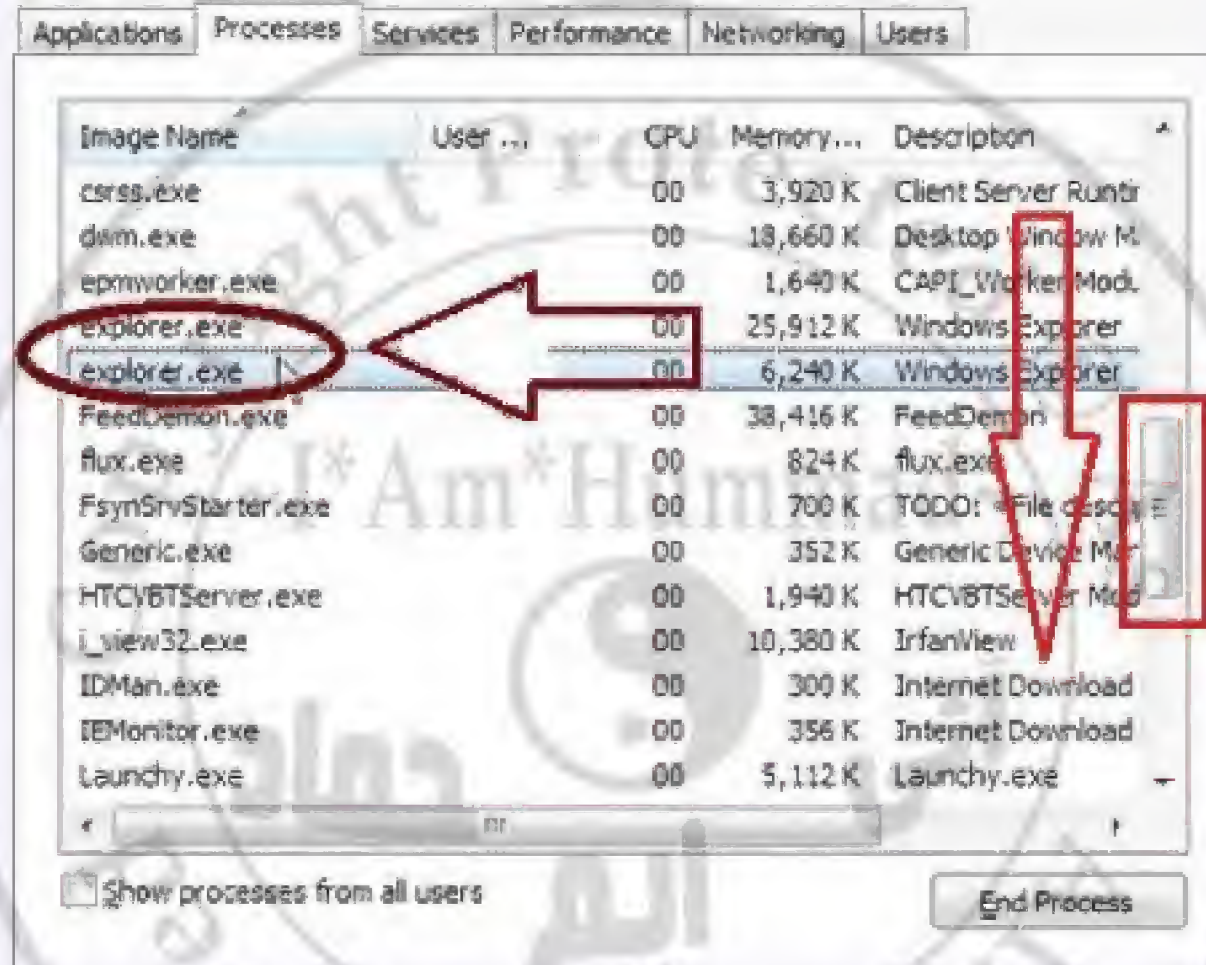 Applications Processes Services Performance Networking Users
Image Name User ... CPU Memory... Description
csrss.exe 00 3,920 K Client Server Runtir
dwm.exe 00 18,660 K Desktop Window M.
epmworker.exe 00 1,640 K CAPI_Worker Modu
explorer.exe 00 25,912 K Windows Explorer
explorer.exe 00 6,240 K Windows Explorer
FeedDemon.exe 00 38,416 K FeedDemon
flux.exe 00 824 K flux.exe
FsynSrvStarter.exe 00 700 K TODO: <File descrip
Generic.exe 00 352 K Generic Device Mar
HTCVBTServer.exe 00 1,940 K HTCVBTServer Mod
i_view32.exe 00 10,380 K IrfanView
IDMan.exe 00 300 K Internet Download
IEMonitor.exe 00 356 K Internet Download
Launchy.exe 00 5,112 K Launchy.exe
Show processes from all users
End Process